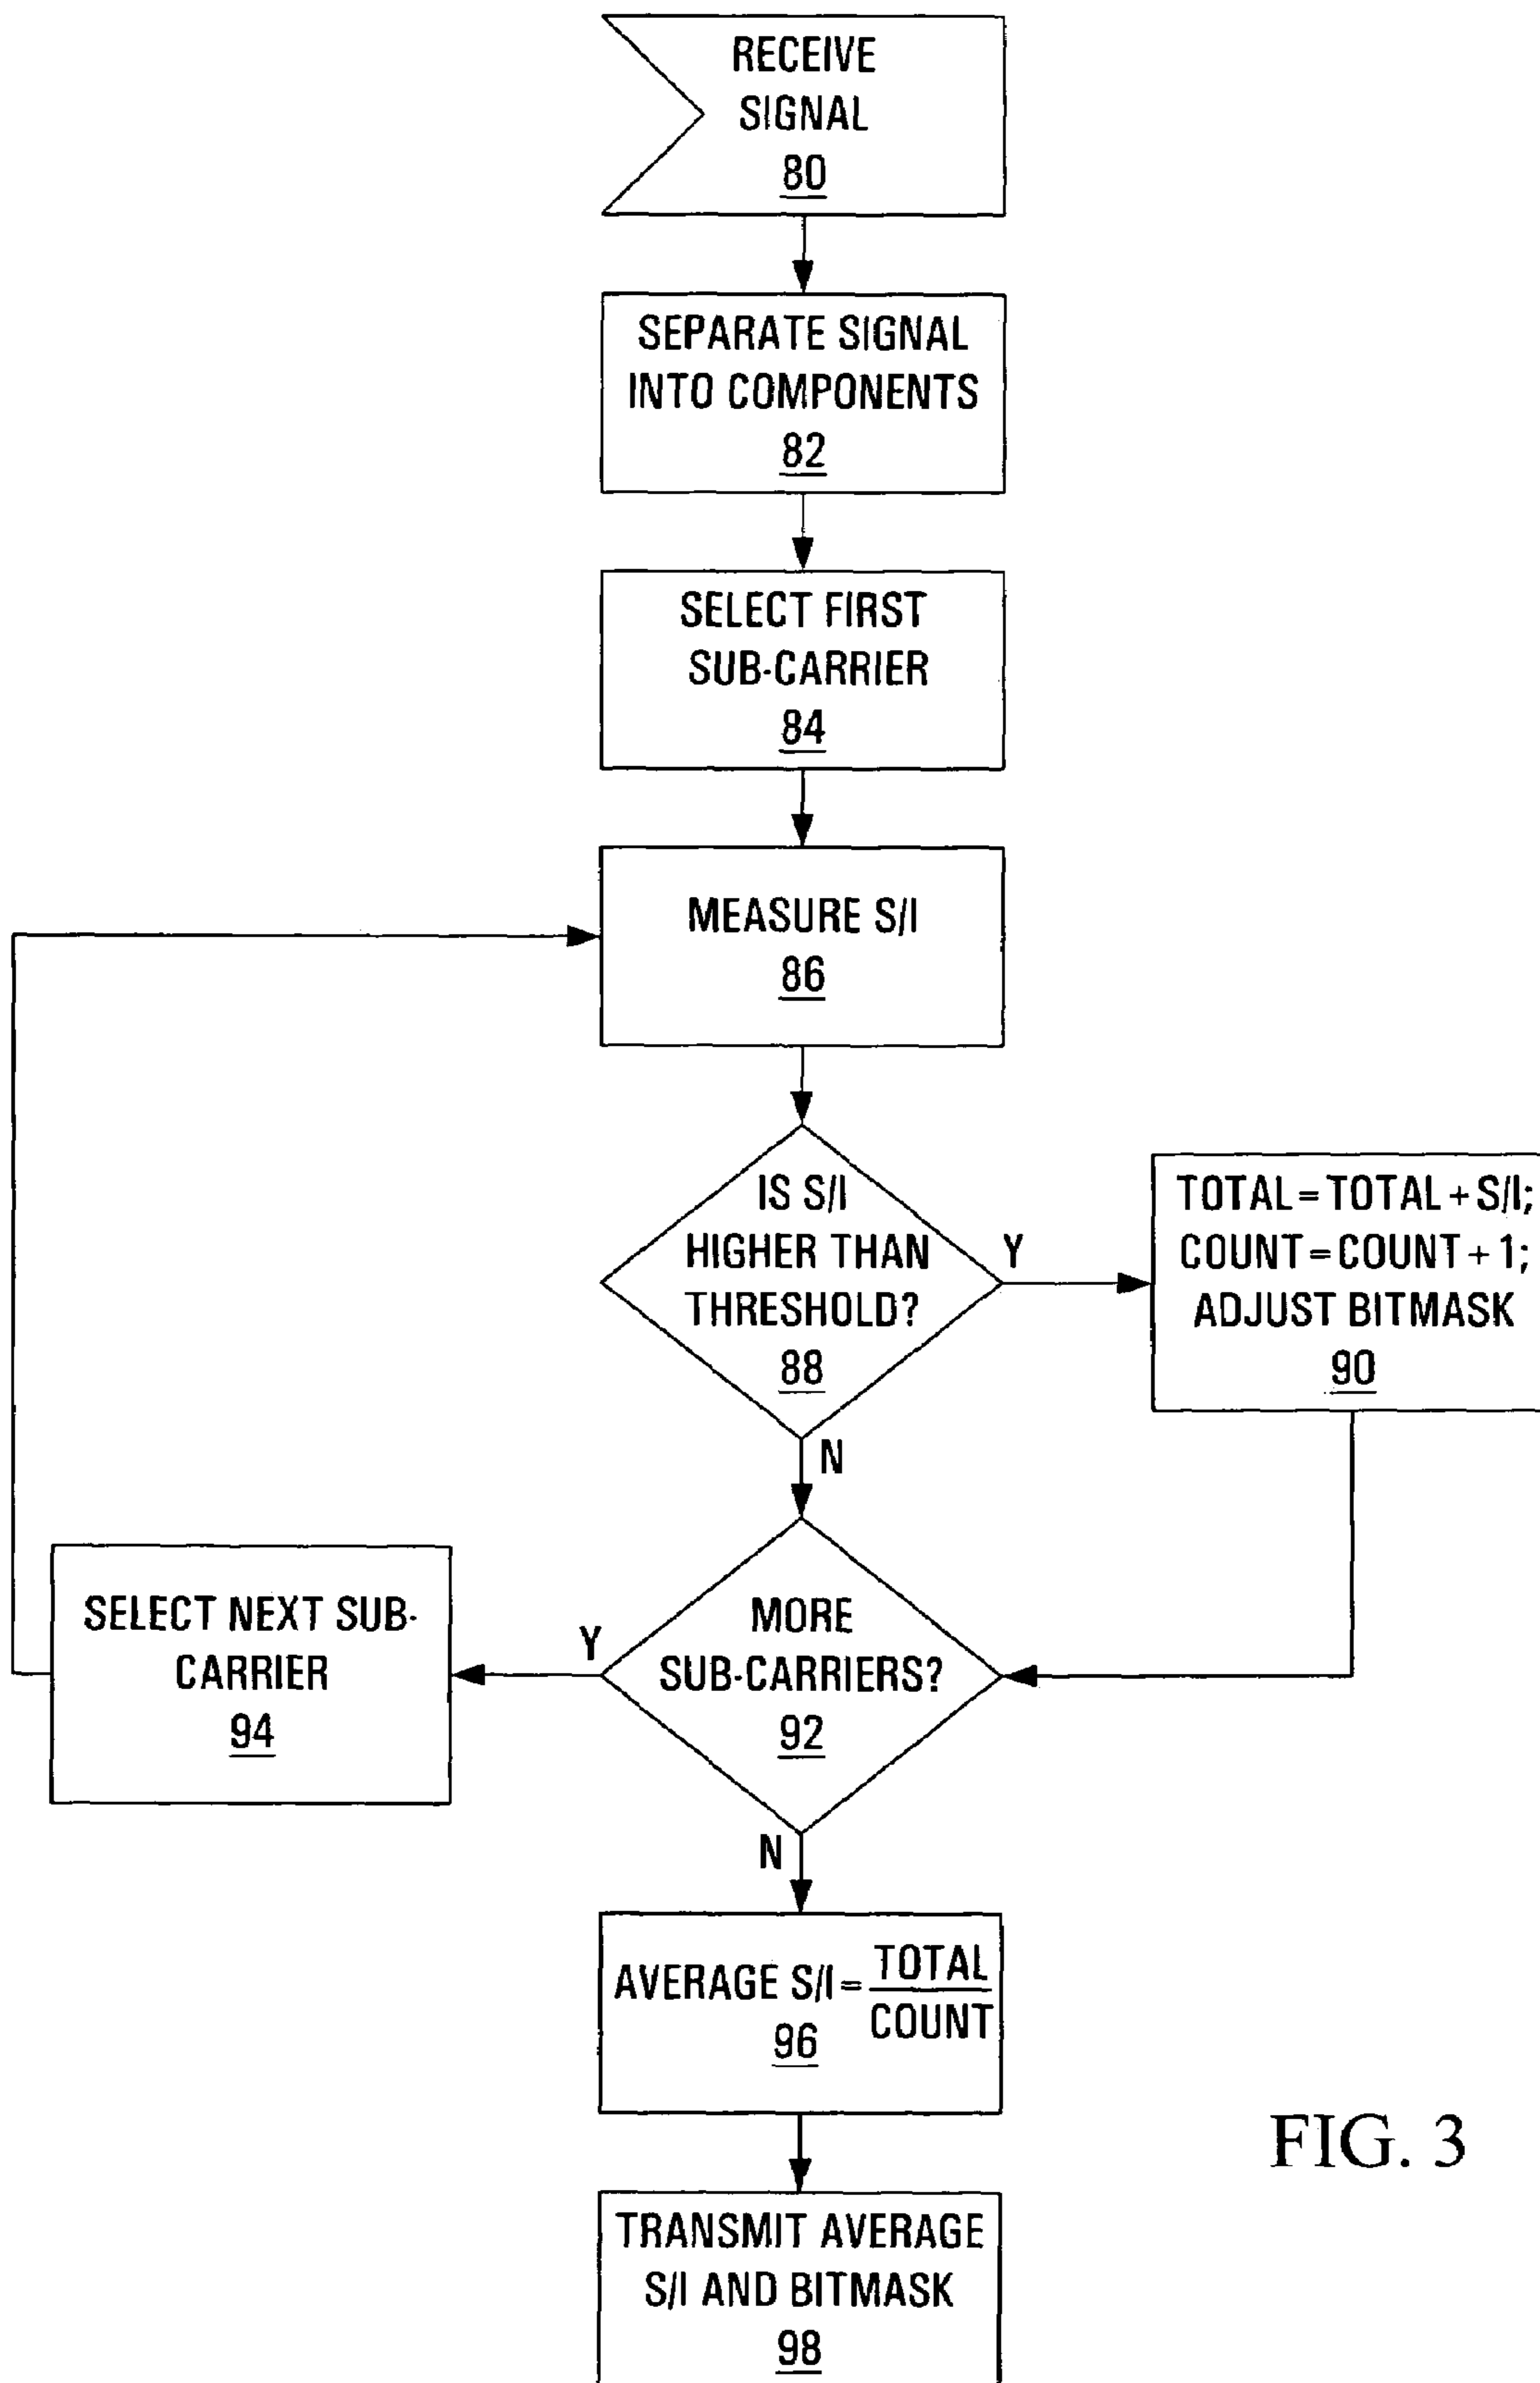 RECEIVE
SIGNAL
80
SEPARATE SIGNAL
INTO COMPONENTS
82
SELECT FIRST
SUB-CARRIER
84
MEASURE S/I
86
IS S/I
HIGHER THAN
THRESHOLD?
88
Y
TOTAL=TOTAL+S/I;
COUNT=COUNT+1;
ADJUST BITMASK
90
N
MORE
SUB-CARRIERS?
92
Y
SELECT NEXT SUB-
CARRIER
94
N
AVERAGE S/I= TOTAL
COUNT
96
TRANSMIT AVERAGE
S/I AND BITMASK
98
FIG. 3